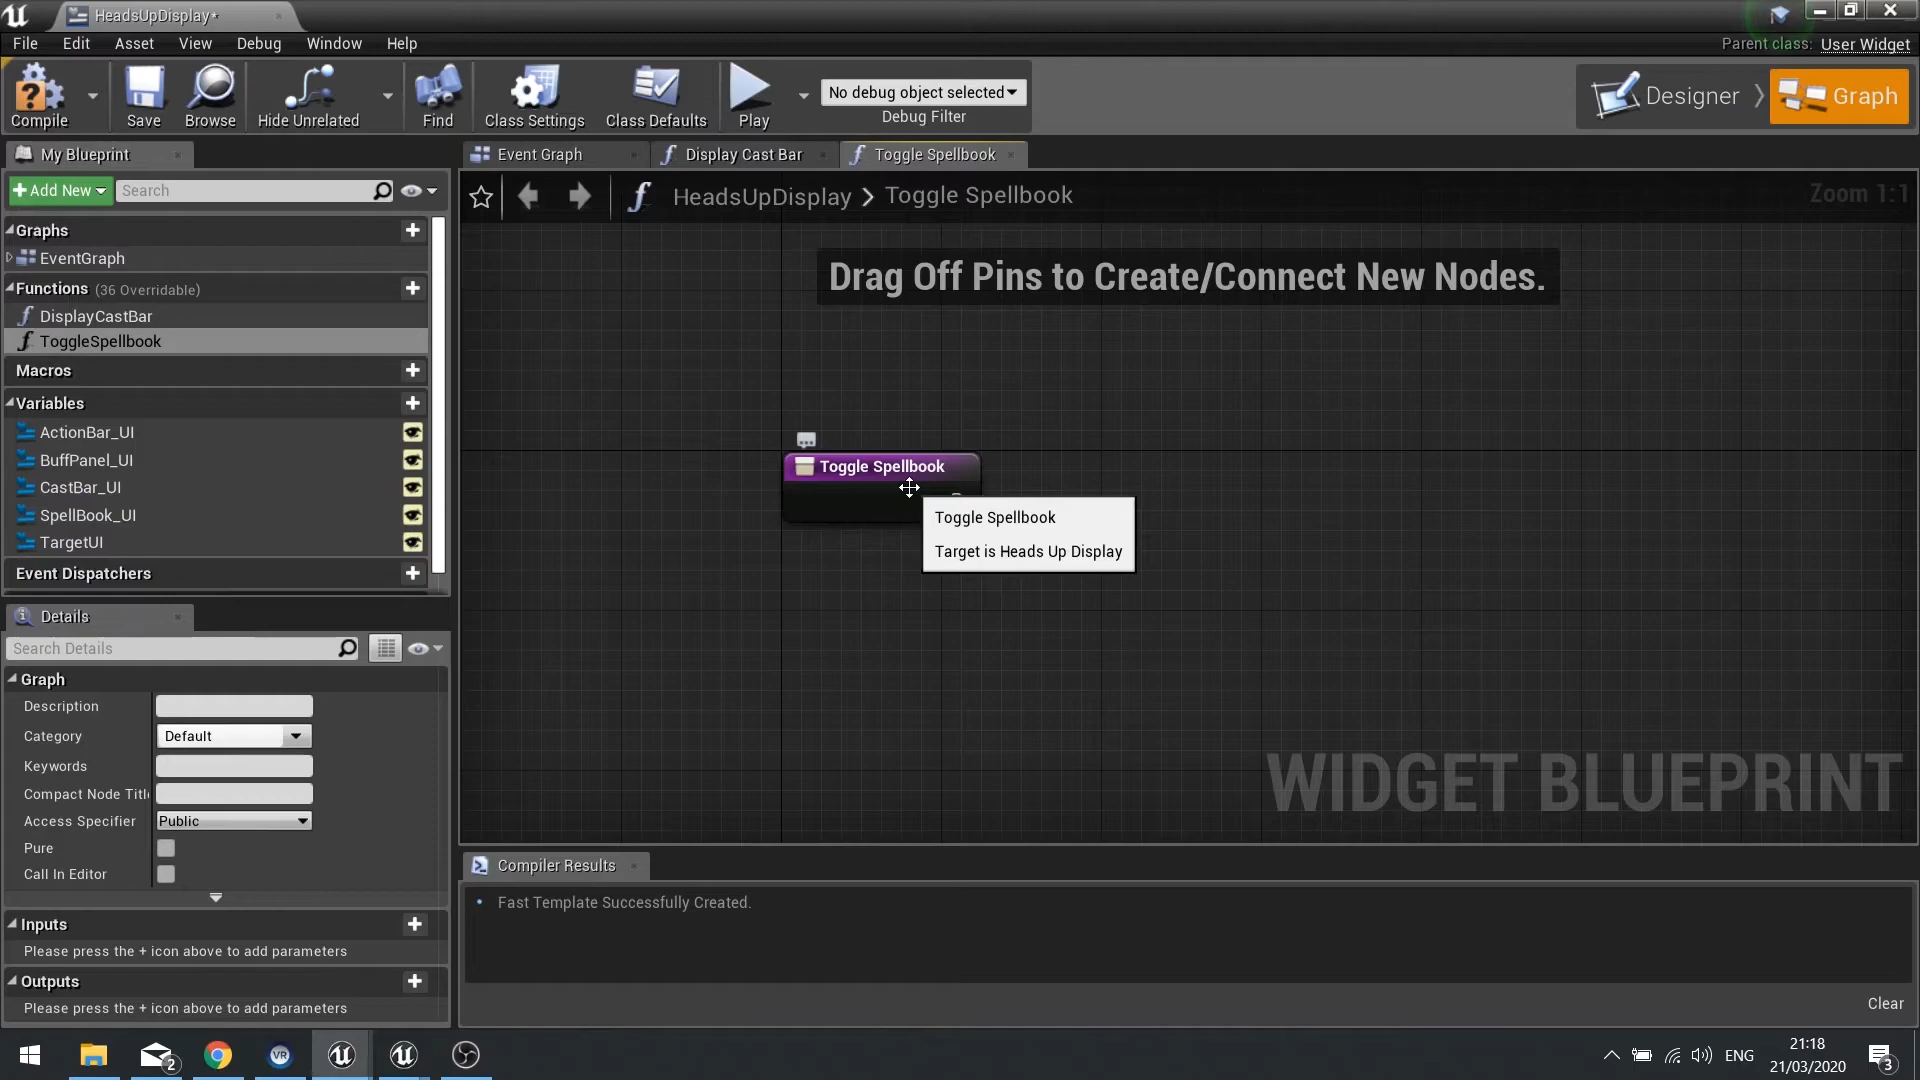 HeadsUpDisplay*
File Edit Asset View Debug Window Help
Parent class: User Widget
Compile
Save
Browse
Hide Unrelated
Find
Class Settings
Class Defaults
Play
No debug object selected
Debug Filter
Designer
Graph
My Blueprint
Event Graph
Display Cast Bar
Toggle Spellbook
Add New
Search
HeadsUpDisplay > Toggle Spellbook
Zoom 1:1
Graphs
EventGraph
Functions (36 Overridable)
DisplayCastBar
ToggleSpellbook
Macros
Variables
ActionBar_UI
BuffPanel_UI
CastBar_UI
SpellBook_UI
TargetUI
Event Dispatchers
Drag Off Pins to Create/Connect New Nodes.
Toggle Spellbook
Toggle Spellbook
Target is Heads Up Display
WIDGET BLUEPRINT
Details
Search Details
Graph
Description
Category Default
Keywords
Compact Node Titl
Access Specifier Public
Pure
Call In Editor
Inputs
Please press the + icon above to add parameters
Outputs
Please press the + icon above to add parameters
Compiler Results
Fast Template Successfully Created.
Clear
2
VR
ENG
21:18
21/03/2020
3